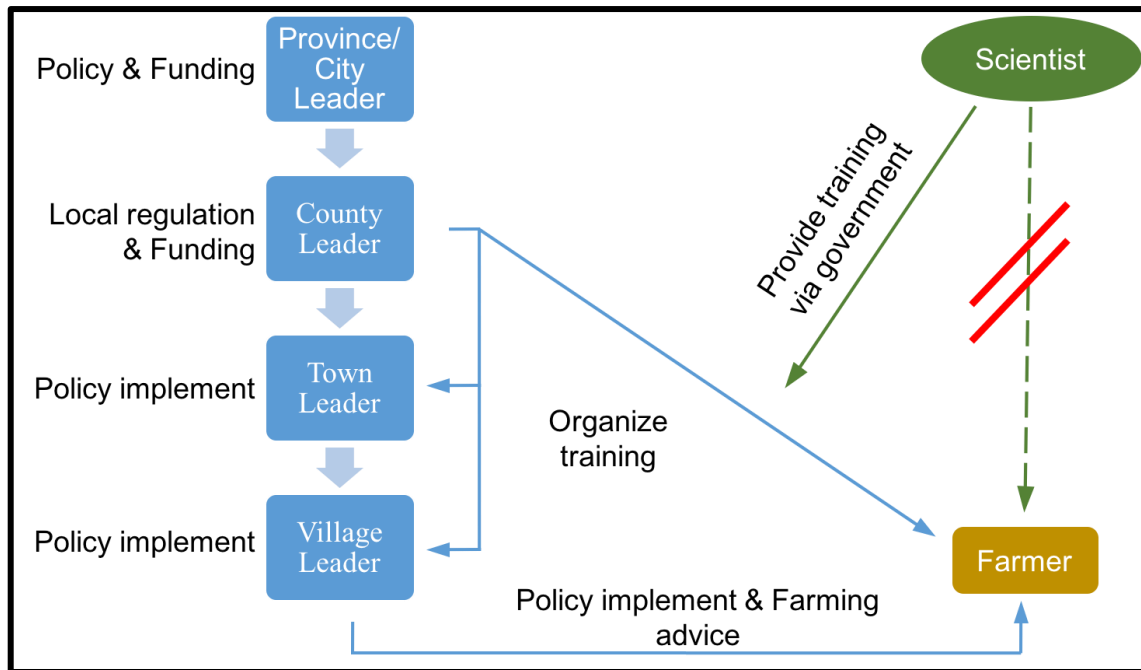 Policy & Funding
Province/
City
Leader
Scientist
Provide training
via government
Local regulation
& Funding
County
Leader
Policy implement
Town
Leader
Organize
training
Policy implement
Village
Leader
Farmer
Policy implement & Farming
advice